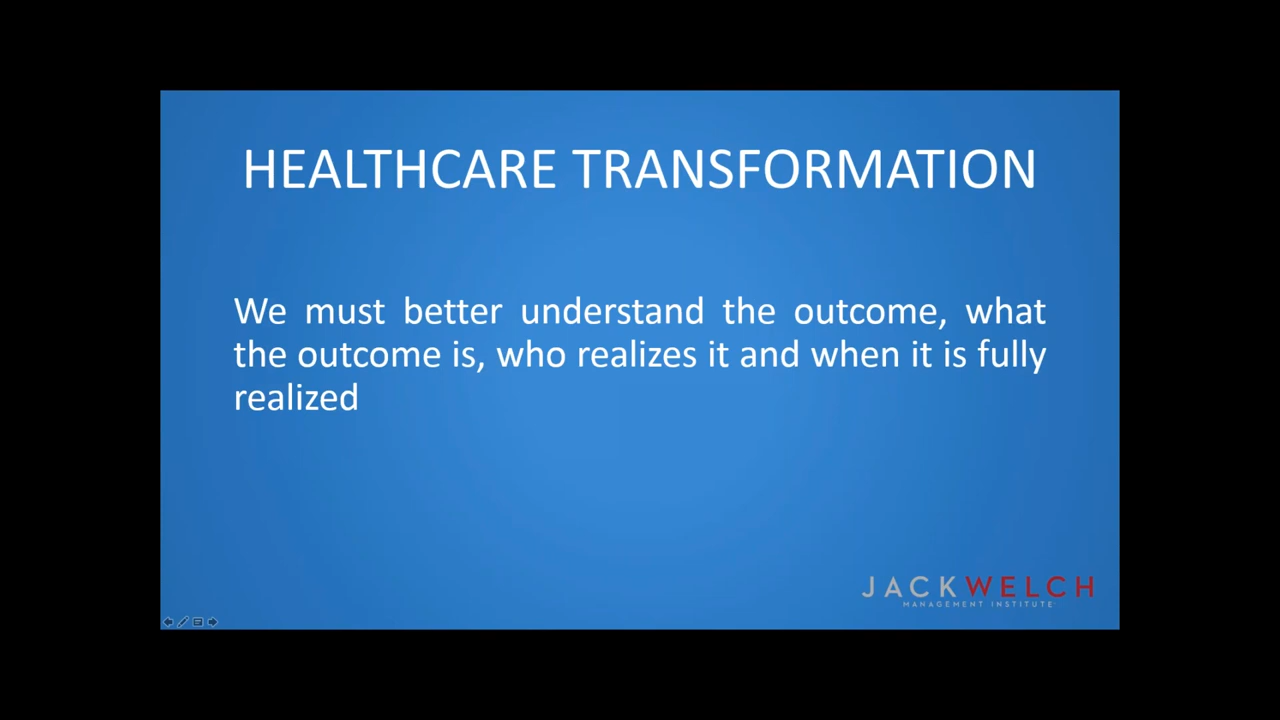 HEALTHCARE TRANSFORMATION
We must better understand the outcome, what
the outcome is, who realizes it and when it is fully
realized
JACKWELCH
MANAGEMENT INSTITUTE